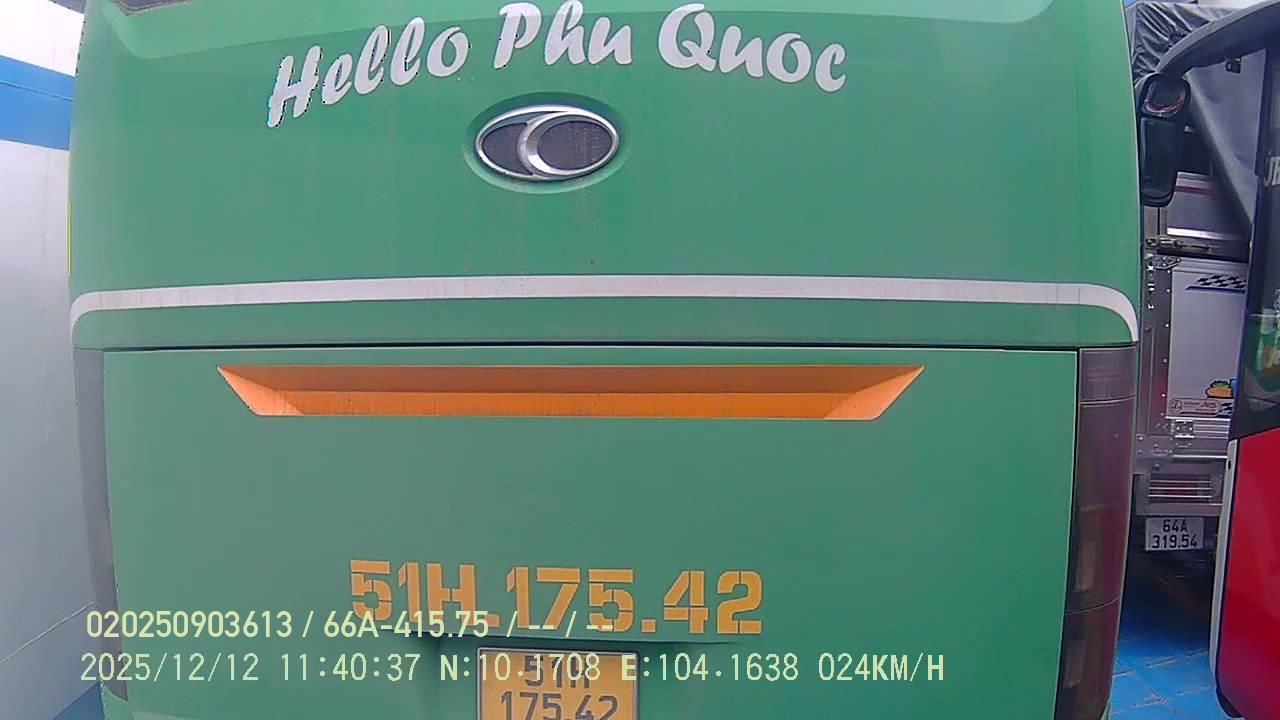 Hello Phu Quoc
64A
319.54
51H.175.42
020250903613 / 66A-415.75 / -- / --
2025/12/12 11:40:37 N:10.1708 E:104.1638 024KM/H
51H
175.42